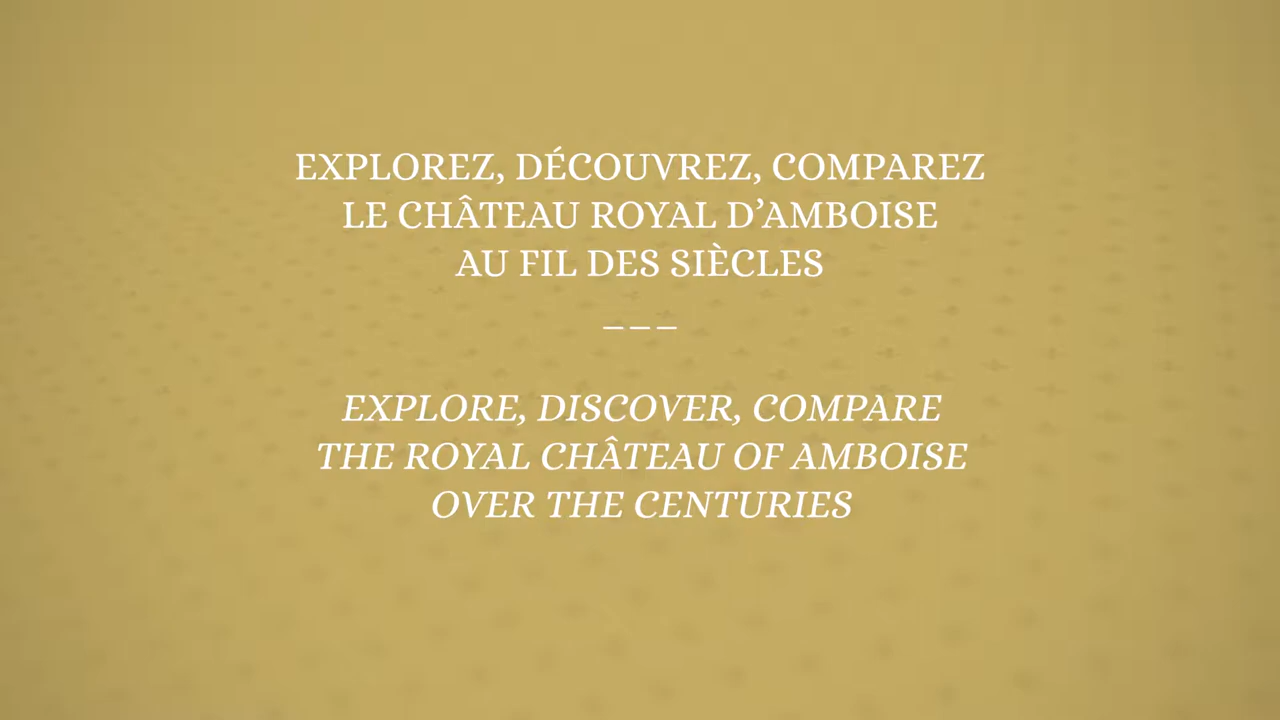 EXPLOREZ, DÉCOUVREZ, COMPAREZ
LE CHÂTEAU ROYAL D’AMBOISE
AU FIL DES SIÈCLES
–––
EXPLORE, DISCOVER, COMPARE
THE ROYAL CHÂTEAU OF AMBOISE
OVER THE CENTURIES